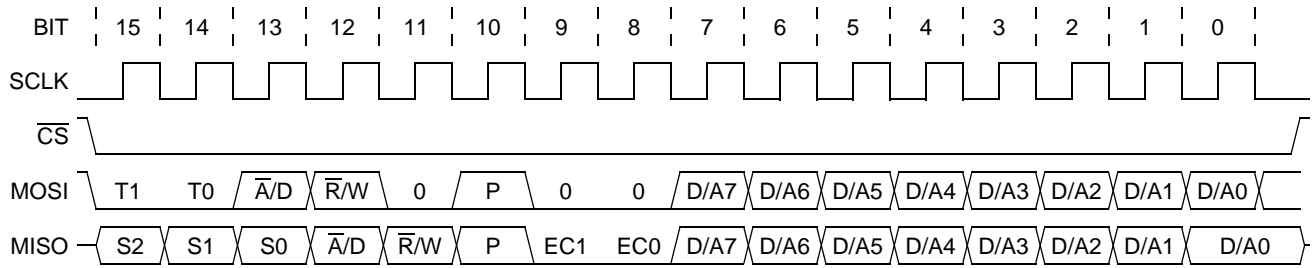 BIT 15 14 13 12 11 10 9 8 7 6 5 4 3 2 1 0
SCLK
C̅S̅
MOSI T1 T0 A̅/D R̅/W 0 P 0 0 D/A7 D/A6 D/A5 D/A4 D/A3 D/A2 D/A1 D/A0
MISO S2 S1 S0 A̅/D R̅/W P EC1 EC0 D/A7 D/A6 D/A5 D/A4 D/A3 D/A2 D/A1 D/A0